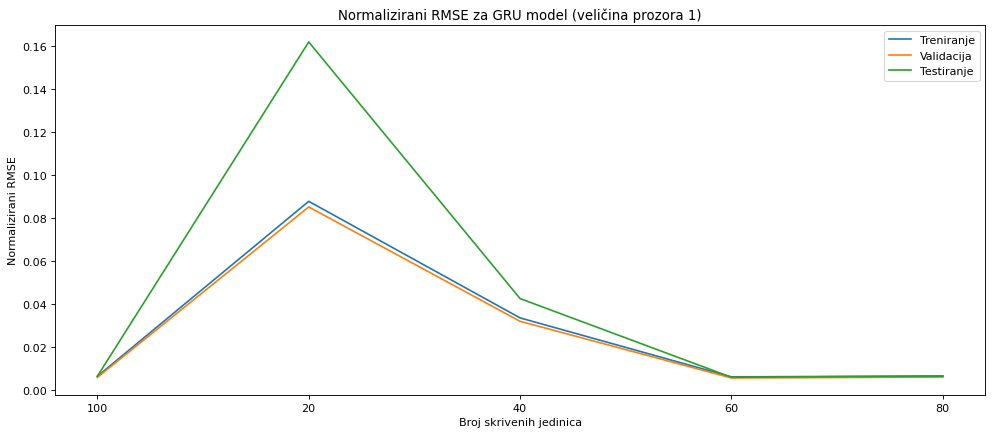 Normalizirani RMSE za GRU model (veličina prozora 1)
Treniranje
Validacija
Testiranje
0.16
0.14
0.12
0.10
0.08
0.06
0.04
0.02
0.00
Normalizirani RMSE
100 20 40 60 80
Broj skrivenih jedinica